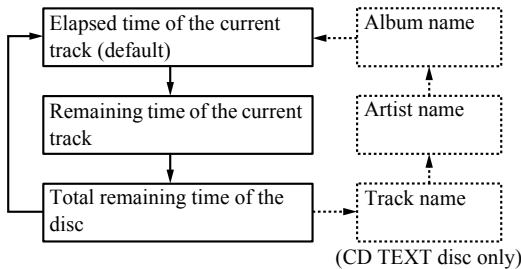 Elapsed time of the current
track (default)
Remaining time of the current
track
Total remaining time of the
disc
Album name
Artist name
Track name
(CD TEXT disc only)